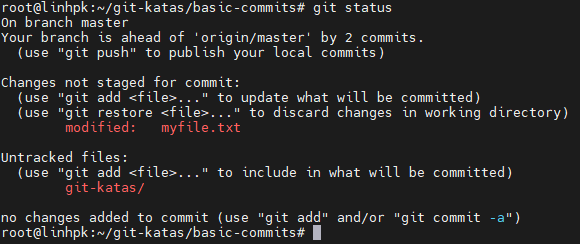 root@linhpk:~/git-katas/basic-commits# git status
On branch master
Your branch is ahead of 'origin/master' by 2 commits.
  (use "git push" to publish your local commits)

Changes not staged for commit:
  (use "git add <file>..." to update what will be committed)
  (use "git restore <file>..." to discard changes in working directory)
        modified:   myfile.txt

Untracked files:
  (use "git add <file>..." to include in what will be committed)
        git-katas/

no changes added to commit (use "git add" and/or "git commit -a")
root@linhpk:~/git-katas/basic-commits#